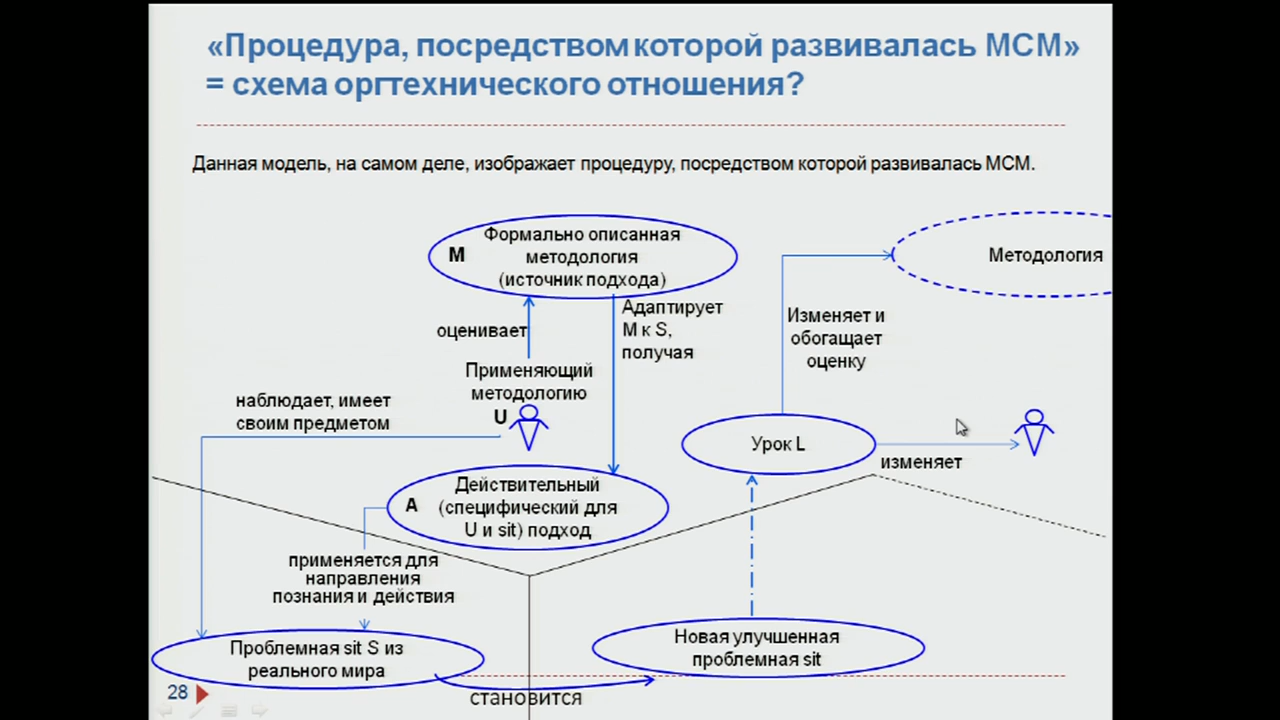 «Процедура, посредством которой развивалась МСМ»
= схема оргтехнического отношения?
Данная модель, на самом деле, изображает процедуру, посредством которой развивалась МСМ.
M
Формально описанная
методология
(источник подхода)
Методология
оценивает
Адаптирует
M к S,
получая
Изменяет и
обогащает
оценку
Применяющий
методологию
U
наблюдает, имеет
своим предметом
Урок L
изменяет
A
Действительный
(специфический для
U и sit) подход
применяется для
направления
познания и действия
Проблемная sit S из
реального мира
Новая улучшенная
проблемная sit
становится
28